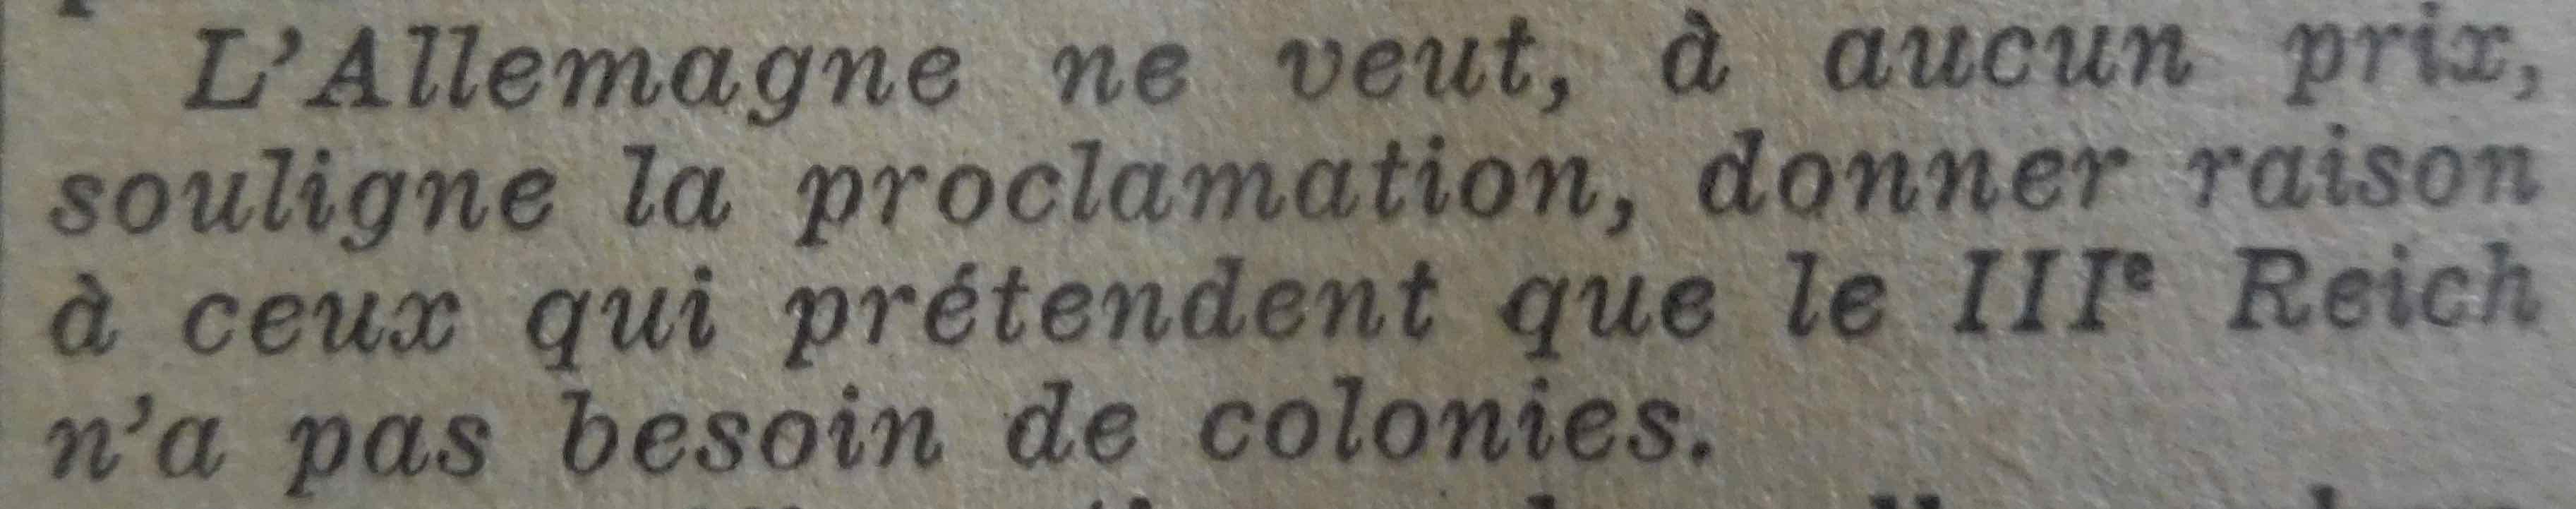 L'Allemagne ne veut, à aucun prix,
souligne la proclamation, donner raison
à ceux qui prétendent que le IIIᵉ Reich
n'a pas besoin de colonies.